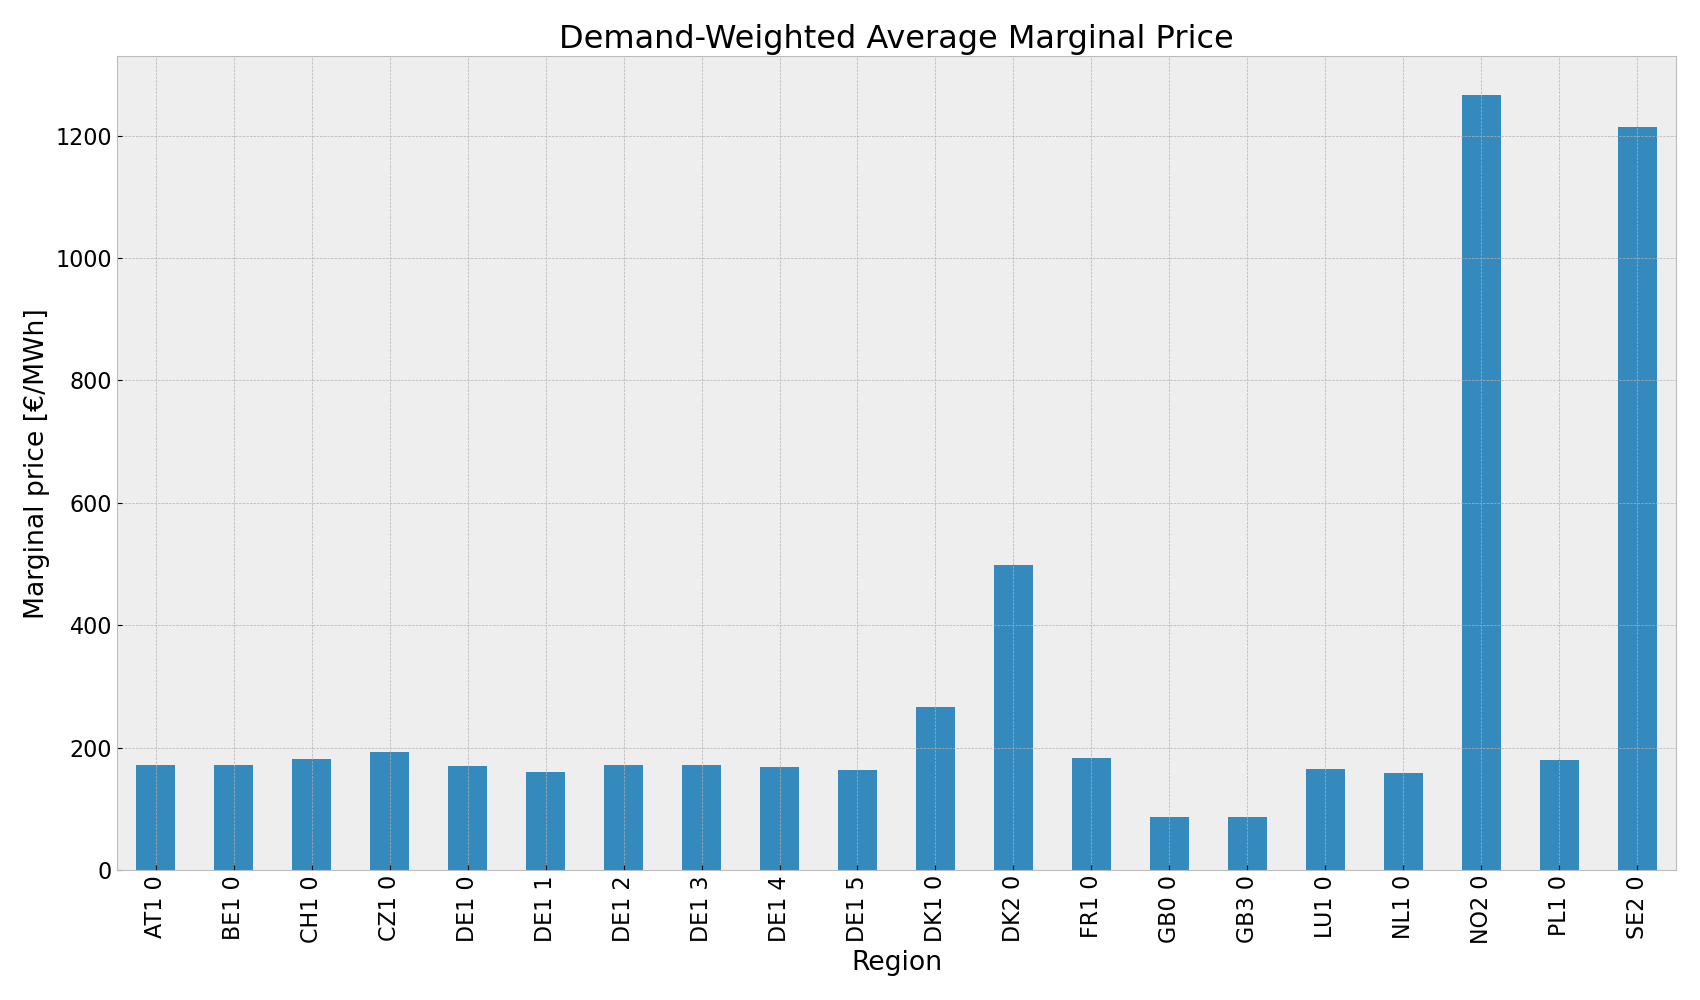 Demand-Weighted Average Marginal Price
Marginal price [€/MWh]
1200
1000
800
600
400
200
0
AT1 0
BE1 0
CH1 0
CZ1 0
DE1 0
DE1 1
DE1 2
DE1 3
DE1 4
DE1 5
DK1 0
DK2 0
FR1 0
GB0 0
GB3 0
LU1 0
NL1 0
NO2 0
PL1 0
SE2 0
Region